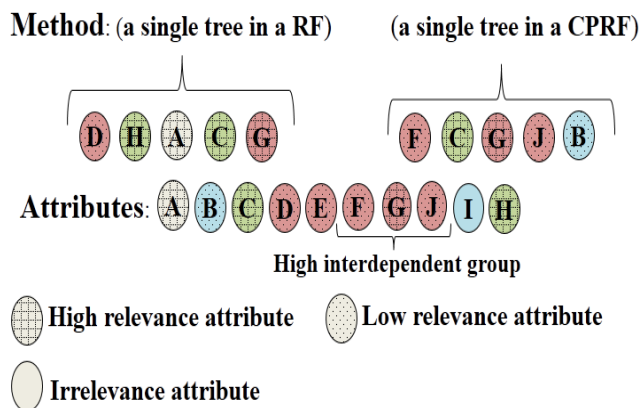 Method: (a single tree in a RF) (a single tree in a CPRF)
D H A C G F C G J B
Attributes: A B C D E F G J I H
High interdependent group
High relevance attribute Low relevance attribute
Irrelevance attribute